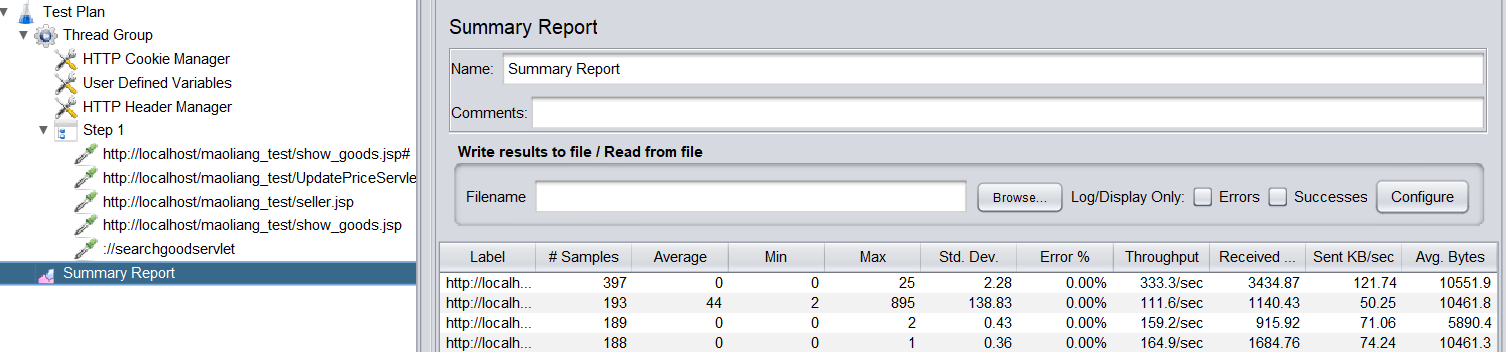 Test Plan
Thread Group
HTTP Cookie Manager
User Defined Variables
HTTP Header Manager
Step 1
http://localhost/maoliang_test/show_goods.jsp#
http://localhost/maoliang_test/UpdatePriceServle
http://localhost/maoliang_test/seller.jsp
http://localhost/maoliang_test/show_goods.jsp
://searchgoodservlet
Summary Report
Summary Report
Name: Summary Report
Comments:
Write results to file / Read from file
Filename Browse... Log/Display Only: Errors Successes Configure
Label # Samples Average Min Max Std. Dev. Error % Throughput Received ... Sent KB/sec Avg. Bytes
http://localh... 397 0 0 25 2.28 0.00% 333.3/sec 3434.87 121.74 10551.9
http://localh... 193 44 2 895 138.83 0.00% 111.6/sec 1140.43 50.25 10461.8
http://localh... 189 0 0 2 0.43 0.00% 159.2/sec 915.92 71.06 5890.4
http://localh... 188 0 0 1 0.36 0.00% 164.9/sec 1684.76 74.24 10461.3